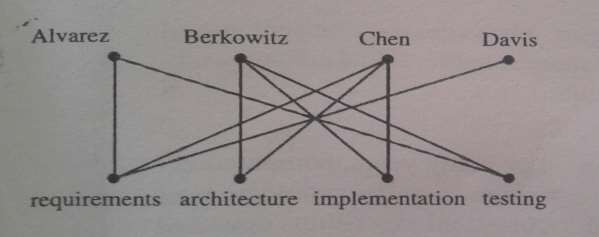 Alvarez Berkowitz Chen Davis
requirements architecture implementation testing